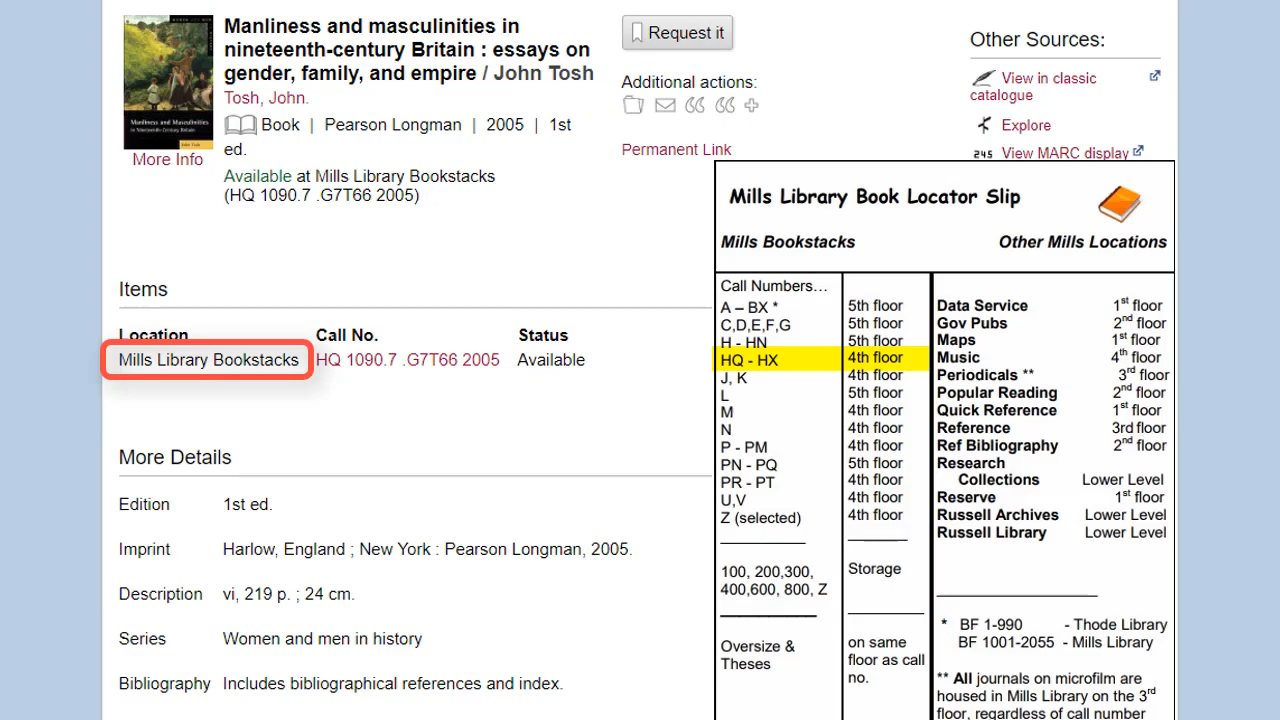 Manliness and masculinities in
nineteenth-century Britain : essays on
gender, family, and empire / John Tosh
Tosh, John.
Book | Pearson Longman | 2005 | 1st
ed.
Available at Mills Library Bookstacks
(HQ 1090.7 .G7T66 2005)
Manliness and Masculinities
in Nineteenth-Century Britain
John Tosh
More Info
Request it
Additional actions:
Permanent Link
Other Sources:
View in classic
catalogue
Explore
245 View MARC display
Items
Location Call No. Status
Mills Library Bookstacks HQ 1090.7 .G7T66 2005 Available
More Details
Edition 1st ed.
Imprint Harlow, England ; New York : Pearson Longman, 2005.
Description vi, 219 p. ; 24 cm.
Series Women and men in history
Bibliography Includes bibliographical references and index.
Mills Library Book Locator Slip
Mills Bookstacks Other Mills Locations
Call Numbers…
A – BX * 5th floor
C,D,E,F,G 5th floor
H - HN 5th floor
HQ - HX 4th floor
J, K 4th floor
L 5th floor
M 4th floor
N 4th floor
P - PM 4th floor
PN - PQ 5th floor
PR - PT 4th floor
U,V 4th floor
Z (selected) 4th floor
100, 200,300, Storage
400,600, 800, Z
Oversize & on same
Theses floor as call
no.
Data Service 1st floor
Gov Pubs 2nd floor
Maps 1st floor
Music 4th floor
Periodicals ** 3rd floor
Popular Reading 2nd floor
Quick Reference 1st floor
Reference 3rd floor
Ref Bibliography 2nd floor
Research
Collections Lower Level
Reserve 1st floor
Russell Archives Lower Level
Russell Library Lower Level
* BF 1-990 - Thode Library
BF 1001-2055 - Mills Library
** All journals on microfilm are
housed in Mills Library on the 3rd
floor, regardless of call number